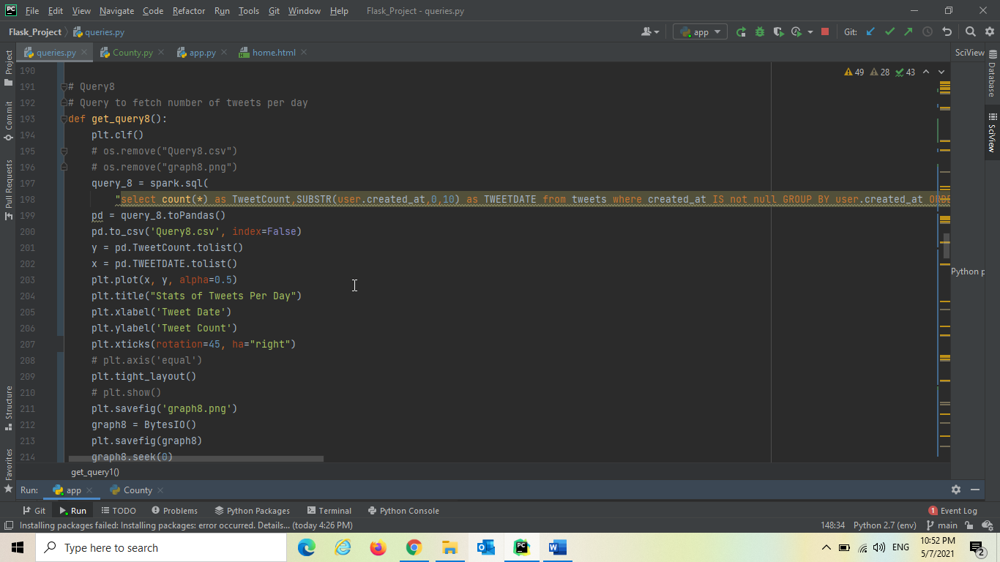 PC File Edit View Navigate Code Refactor Run Tools Git Window Help Flask_Project - queries.py
Flask_Project queries.py app Git:
queries.py County.py app.py home.html SciView
49 28 43
190
191 # Query8
192 # Query to fetch number of tweets per day
193 def get_query8():
194 plt.clf()
195 # os.remove("Query8.csv")
196 # os.remove("graph8.png")
197 query_8 = spark.sql(
198 "select count(*) as TweetCount,SUBSTR(user.created_at,0,10) as TWEETDATE from tweets where created_at IS not null GROUP BY user.created_at ORDE
199 pd = query_8.toPandas()
200 pd.to_csv('Query8.csv', index=False)
201 y = pd.TweetCount.tolist()
202 x = pd.TWEETDATE.tolist()
203 plt.plot(x, y, alpha=0.5)
204 plt.title("Stats of Tweets Per Day")
205 plt.xlabel('Tweet Date')
206 plt.ylabel('Tweet Count')
207 plt.xticks(rotation=45, ha="right")
208 # plt.axis('equal')
209 plt.tight_layout()
210 # plt.show()
211 plt.savefig('graph8.png')
212 graph8 = BytesIO()
213 plt.savefig(graph8)
214 graph8.seek(0)
get_query1()
Project
Commit
Pull Requests
Structure
Favorites
Python p
Database
SciView
Run: app County
Git Run TODO Problems Python Packages Terminal Python Console 1 Event Log
Installing packages failed: Installing packages: error occurred. Details... (today 4:26 PM) 148:34 Python 2.7 (env) main
Type here to search
ENG
10:52 PM
5/7/2021
2